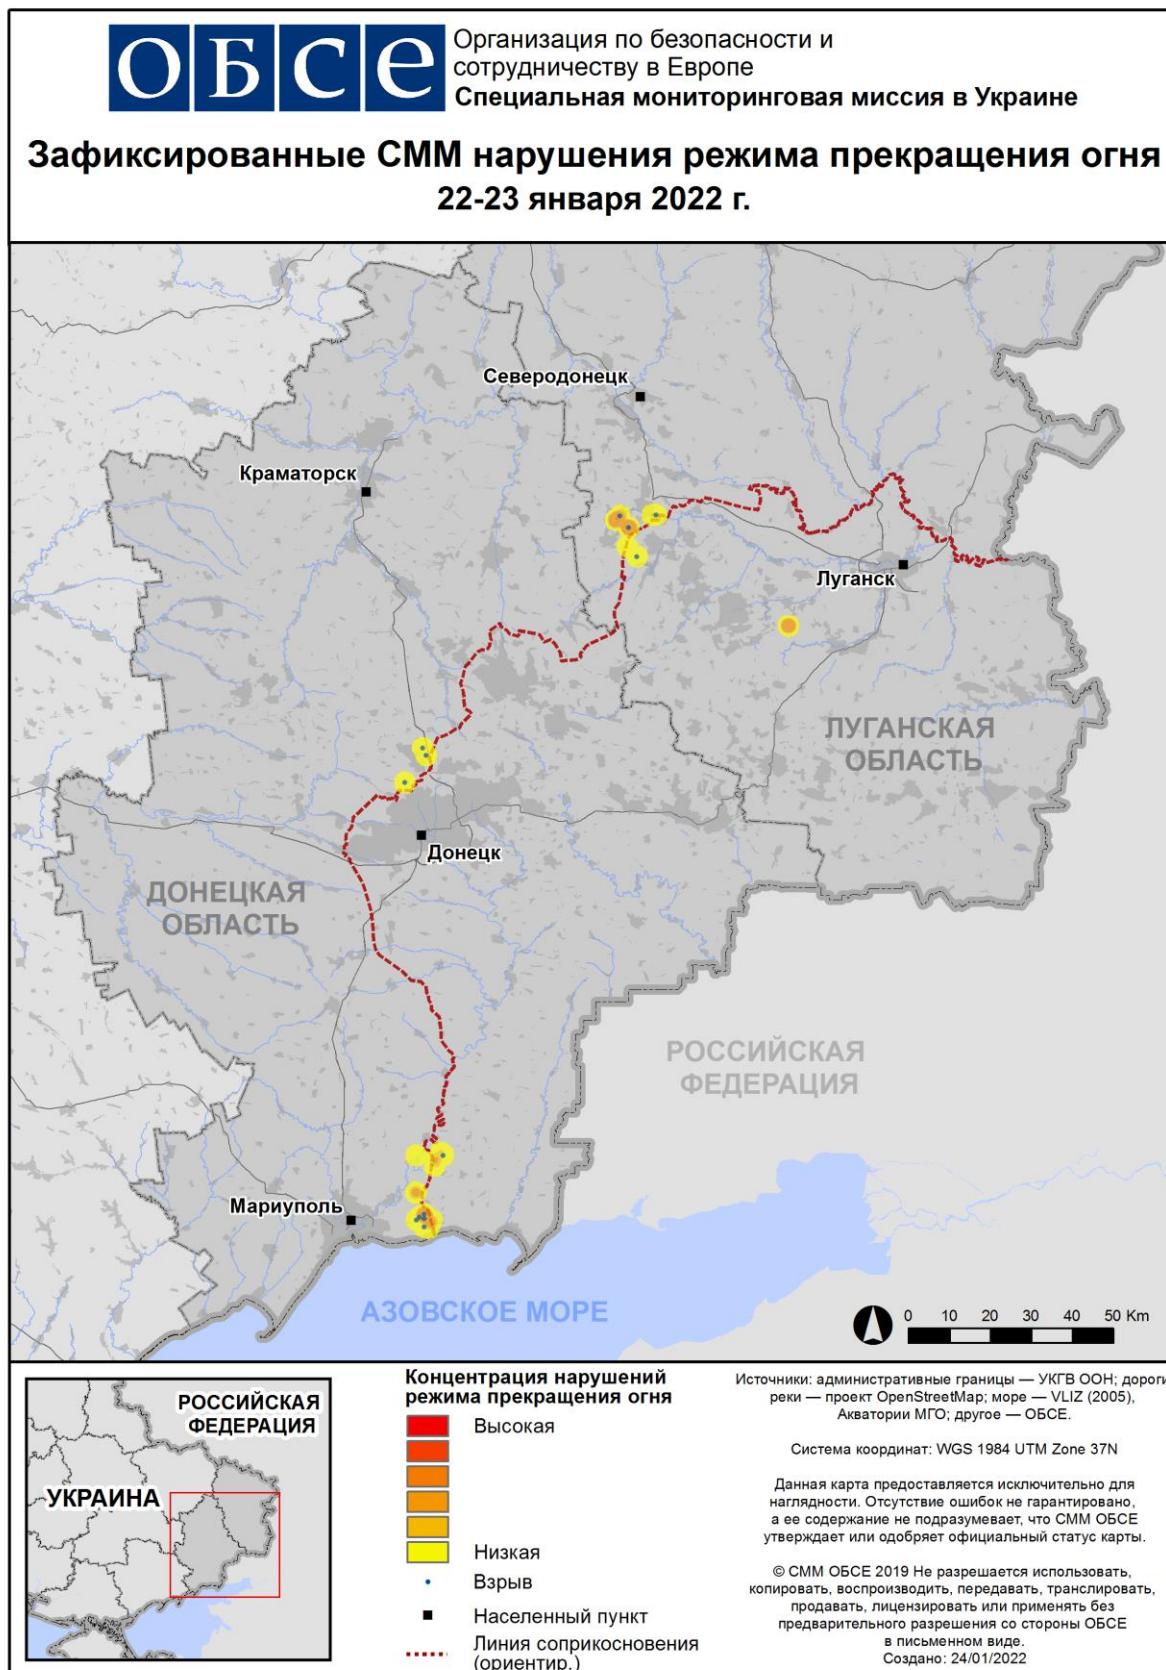 ОБСЕ
Организация по безопасности и
сотрудничеству в Европе
Специальная мониторинговая миссия в Украине
Зафиксированные СММ нарушения режима прекращения огня
22-23 января 2022 г.
Северодонецк
Краматорск
Луганск
ЛУГАНСКАЯ
ОБЛАСТЬ
Донецк
ДОНЕЦКАЯ
ОБЛАСТЬ
РОССИЙСКАЯ
ФЕДЕРАЦИЯ
Мариуполь
АЗОВСКОЕ МОРЕ
0 10 20 30 40 50 Km
РОССИЙСКАЯ
ФЕДЕРАЦИЯ
УКРАИНА
Концентрация нарушений
режима прекращения огня
Высокая
Низкая
Взрыв
Населенный пункт
Линия соприкосновения
(ориентир.)
Источники: административные границы — УКГВ ООН; дороги
реки — проект OpenStreetMap; море — VLIZ (2005),
Акватории МГО; другое — ОБСЕ.
Система координат: WGS 1984 UTM Zone 37N
Данная карта предоставляется исключительно для
наглядности. Отсутствие ошибок не гарантировано,
а ее содержание не подразумевает, что СММ ОБСЕ
утверждает или одобряет официальный статус карты.
© СММ ОБСЕ 2019 Не разрешается использовать,
копировать, воспроизводить, передавать, транслировать,
продавать, лицензировать или применять без
предварительного разрешения со стороны ОБСЕ
в письменном виде.
Создано: 24/01/2022